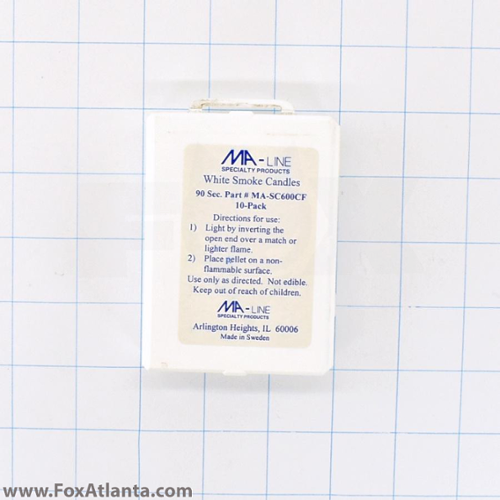 MA-LINE
SPECIALTY PRODUCTS
White Smoke Candles
90 Sec. Part # MA-SC600CF
10-Pack
Directions for use:
1) Light by inverting the
open end over a match or
lighter flame.
2) Place pellet on a non-
flammable surface.
Use only as directed. Not edible.
Keep out of reach of children.
MA-LINE
SPECIALTY PRODUCTS
Arlington Heights, IL 60006
Made in Sweden
www.FoxAtlanta.com